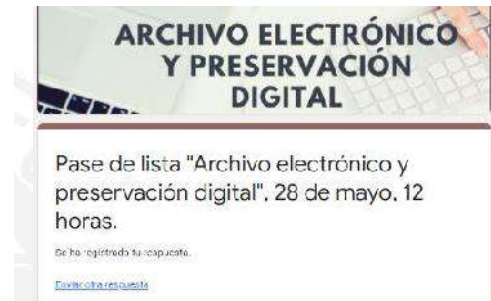 ARCHIVO ELECTRÓNICO
Y PRESERVACIÓN
DIGITAL
Pase de lista "Archivo electrónico y
preservación digital", 28 de mayo, 12
horas.
Se ha registrado tu respuesta.
Enviar otra respuesta